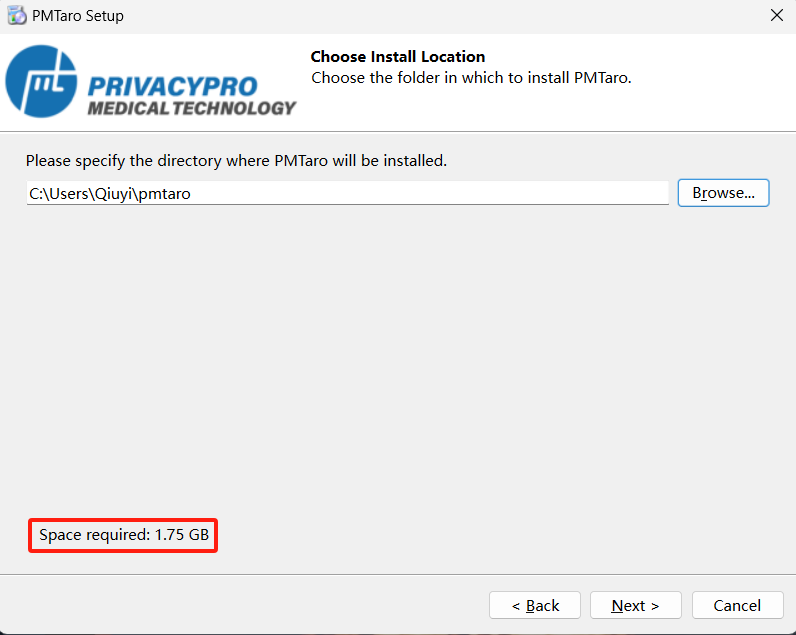 PMTaro Setup
mt
PRIVACYPRO
MEDICAL TECHNOLOGY
Choose Install Location
Choose the folder in which to install PMTaro.
Please specify the directory where PMTaro will be installed.
C:\Users\Qiuyi\pmtaro
Browse...
Space required: 1.75 GB
< Back
Next >
Cancel